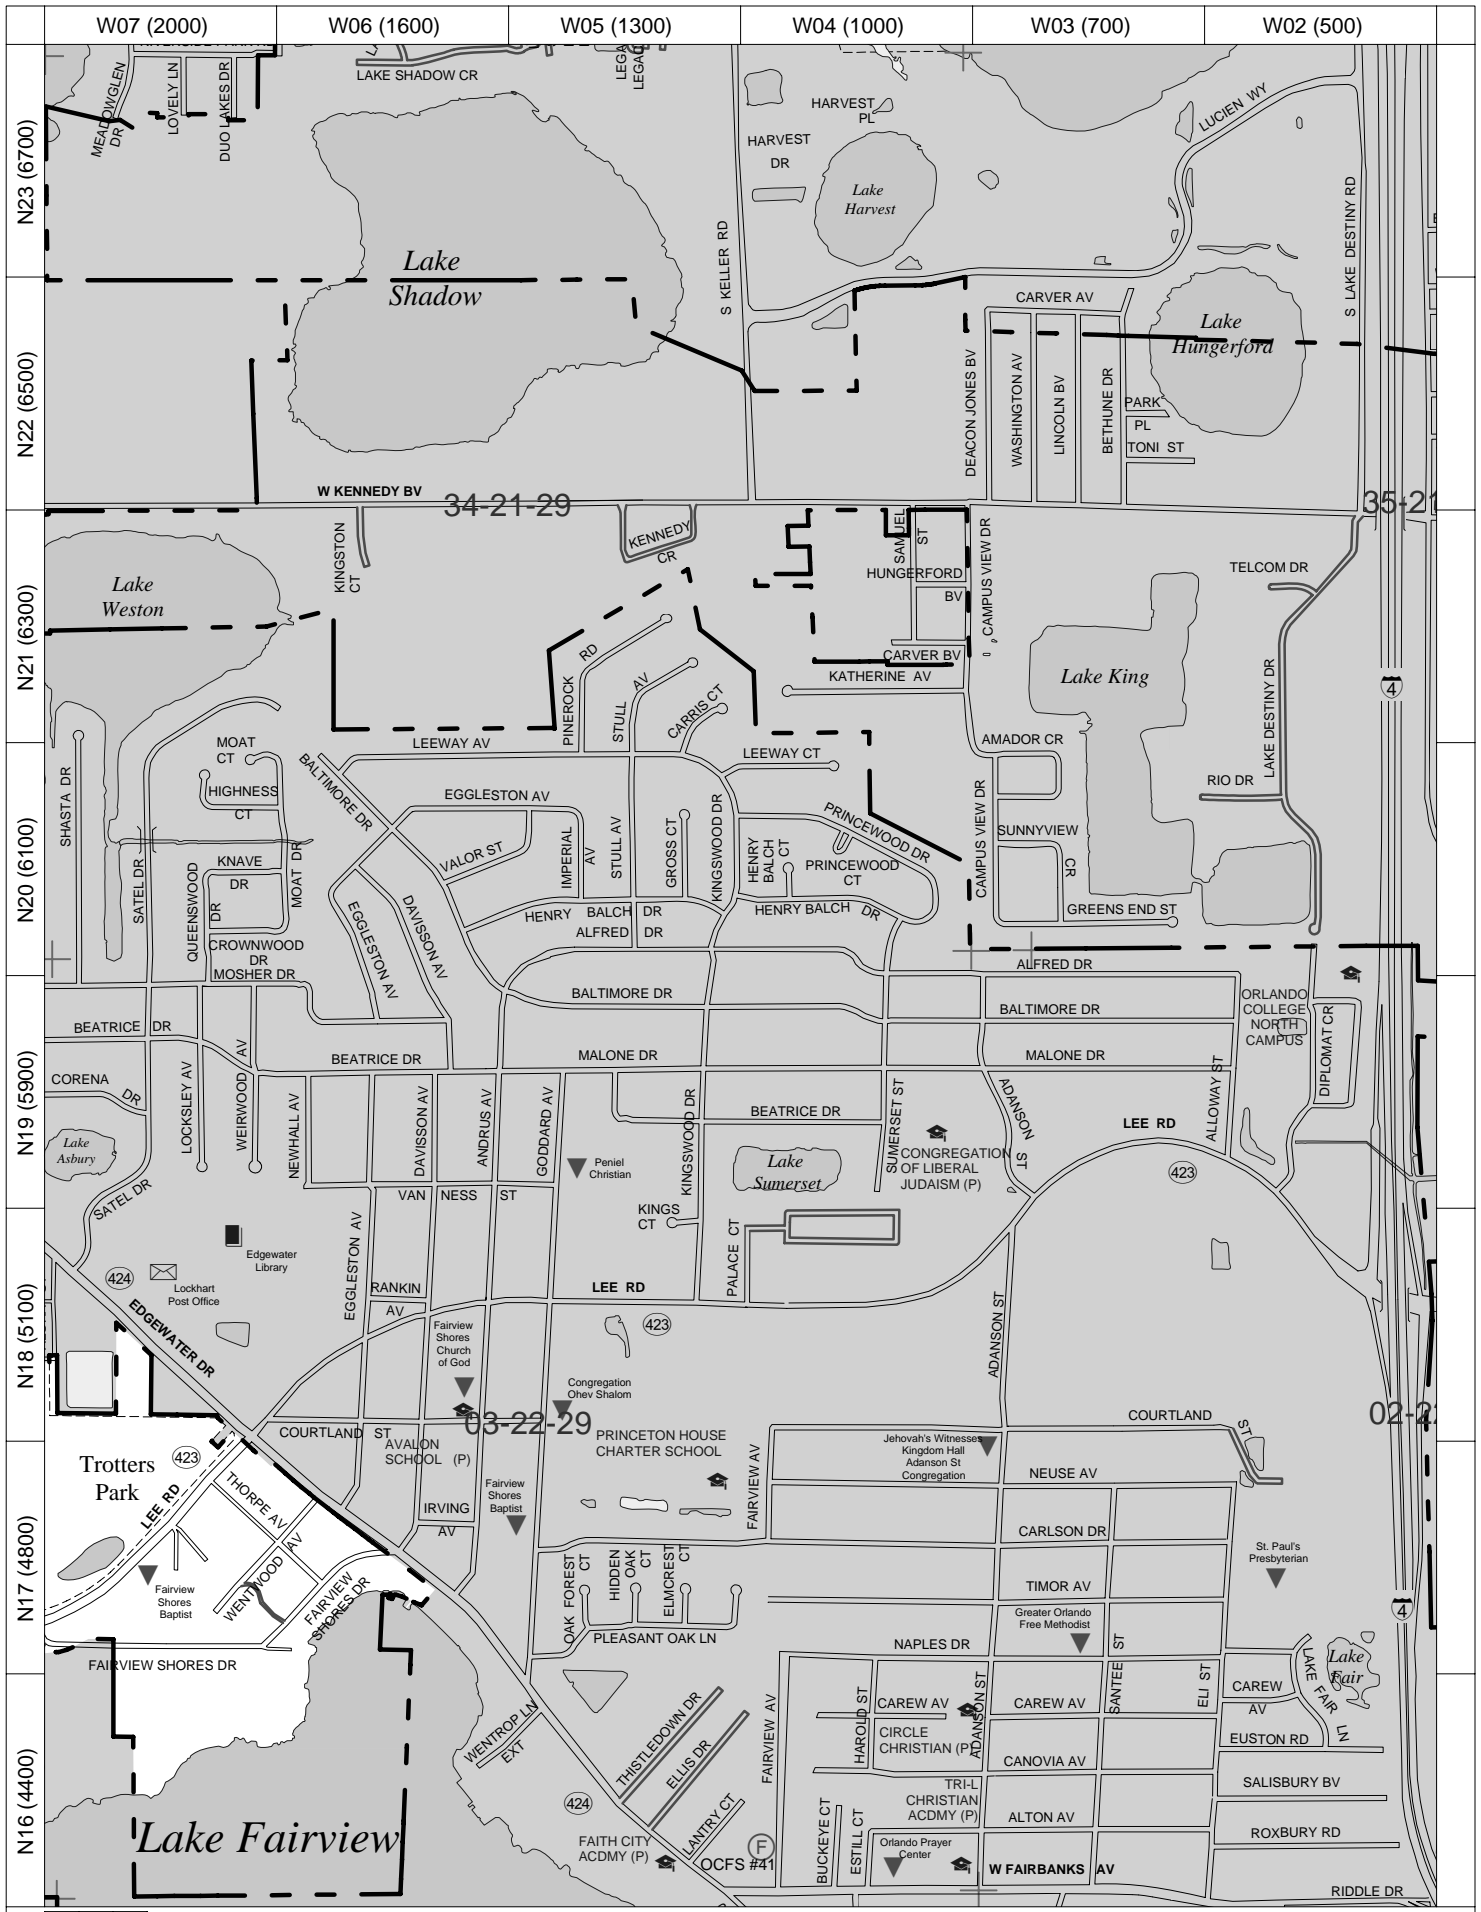 W07 (2000)
W06 (1600)
W05 (1300)
W04 (1000)
W03 (700)
W02 (500)
N23 (6700)
N22 (6500)
N21 (6300)
N20 (6100)
N19 (5900)
N18 (5100)
N17 (4800)
N16 (4400)
MEADOWGLEN
DR
LOVELY LN
DUO LAKES DR
LAKE SHADOW CR
HARVEST
PL
HARVEST
DR
Lake
Harvest
LUCIEN WY
S LAKE DESTINY RD
S KELLER RD
Lake
Shadow
CARVER AV
Lake
Hungerford
DEACON JONES BV
WASHINGTON AV
LINCOLN BV
BETHUNE DR
PARK
PL
TONI ST
W KENNEDY BV
34-21-29
KINGSTON
CT
KENNEDY
CR
SAMUEL
ST
HUNGERFORD
BV
CAMPUS VIEW DR
CARVER BV
KATHERINE AV
TELCOM DR
Lake
Weston
Lake King
4
LAKE DESTINY DR
PINEROCK
RD
STULL
AV
CARRIS CT
LEEWAY AV
LEEWAY CT
AMADOR CR
RIO DR
MOAT
CT
HIGHNESS
CT
SHASTA DR
BALTIMORE DR
EGGLESTON AV
VALOR ST
IMPERIAL
AV
STULL AV
GROSS CT
KINGSWOOD DR
HENRY
BALCH
CT
PRINCEWOOD DR
PRINCEWOOD
CT
CAMPUS VIEW DR
SUNNYVIEW
CR
GREENS END ST
SATEL DR
KNAVE
DR
MOAT DR
QUEENSWOOD
DR
CROWNWOOD
DR
MOSHER DR
EGGLESTON AV
DAVISSON AV
HENRY BALCH DR
HENRY BALCH DR
ALFRED DR
ALFRED DR
BALTIMORE DR
BALTIMORE DR
ORLANDO
COLLEGE
NORTH
CAMPUS
DIPLOMAT CR
BEATRICE DR
BEATRICE DR
MALONE DR
MALONE DR
CORENA
DR
LOCKSLEY AV
WEIRWOOD AV
NEWHALL AV
DAVISSON AV
ANDRUS AV
GODDARD AV
Peniel
Christian
KINGSWOOD DR
BEATRICE DR
SUMERSET ST
CONGREGATION
OF LIBERAL
JUDAISM (P)
ADANSON
ST
LEE RD
423
ALLOWAY ST
Lake
Asbury
Lake
Sumerset
VAN NESS ST
SATEL DR
KINGS
CT
PALACE CT
Edgewater
Library
424
Lockhart
Post Office
EDGEWATER DR
EGGLESTON AV
RANKIN
AV
LEE RD
423
ADANSON ST
Fairview
Shores
Church
of God
Congregation
Ohev Shalom
03-22-29
COURTLAND ST
AVALON
SCHOOL (P)
PRINCETON HOUSE
CHARTER SCHOOL
FAIRVIEW AV
Jehovah's Witnesses
Kingdom Hall
Adanson St
Congregation
COURTLAND
ST
NEUSE AV
Trotters
Park
423
LEE RD
THORPE AV
IRVING
AV
Fairview
Shores
Baptist
CARLSON DR
St. Paul's
Presbyterian
WENTWOOD AV
FAIRVIEW
SHORES DR
Fairview
Shores
Baptist
OAK FOREST
CT
HIDDEN
OAK
CT
ELMCREST
CT
TIMOR AV
4
Greater Orlando
Free Methodist
PLEASANT OAK LN
NAPLES DR
FAIRVIEW SHORES DR
SANTEE ST
ELI ST
LAKE FAIR LN
Lake
Fair
WENTROP LN
EXT
THISTLEDOWN DR
ELLIS DR
FAIRVIEW AV
HAROLD ST
CAREW AV
ADANSON ST
CAREW AV
CAREW
AV
CIRCLE
CHRISTIAN (P)
EUSTON RD
CANOVIA AV
TRI-L
CHRISTIAN
ACDMY (P)
SALISBURY BV
424
LANTRY CT
BUCKEYE CT
ESTILL CT
ALTON AV
ROXBURY RD
Lake Fairview
FAITH CITY
ACDMY (P)
F
OCFS #41
Orlando Prayer
Center
W FAIRBANKS AV
RIDDLE DR